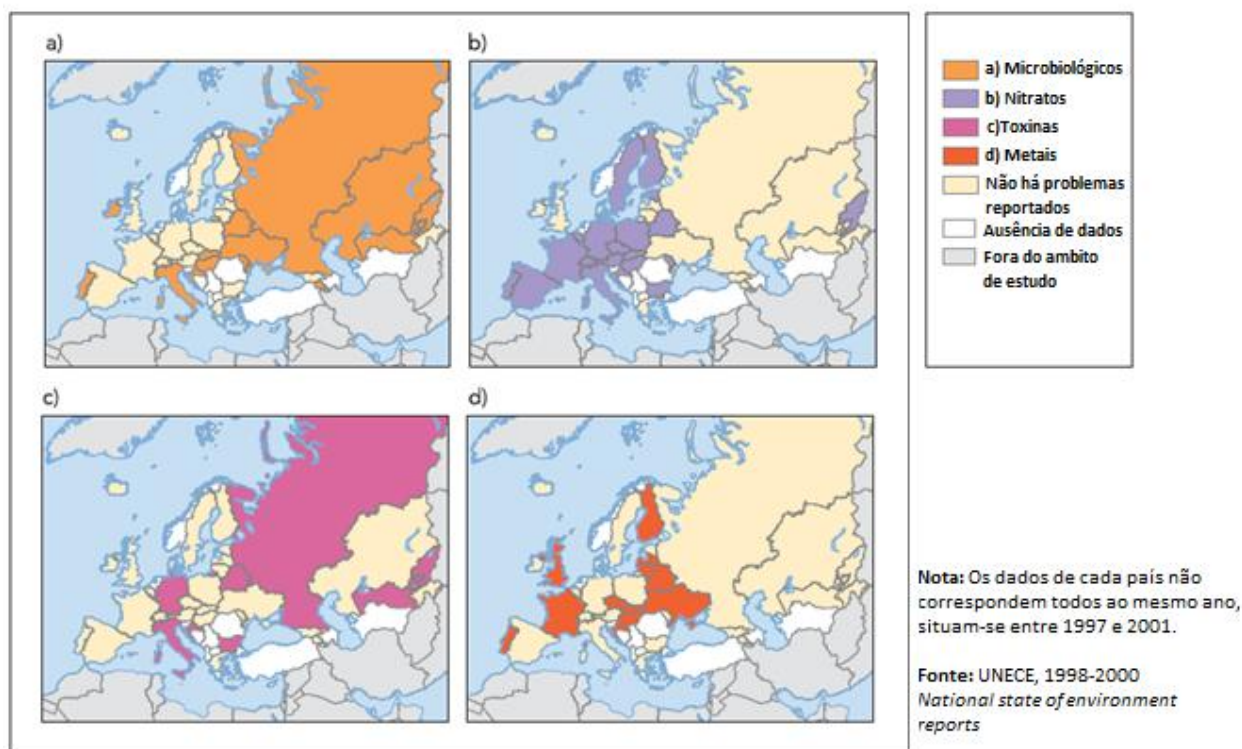 a)
b)
c)
d)
a) Microbiológicos
b) Nitratos
c)Toxinas
d) Metais
Não há problemas
reportados
Ausência de dados
Fora do ambito
de estudo
Nota: Os dados de cada país não
correspondem todos ao mesmo ano,
situam-se entre 1997 e 2001.
Fonte: UNECE, 1998-2000
National state of environment
reports